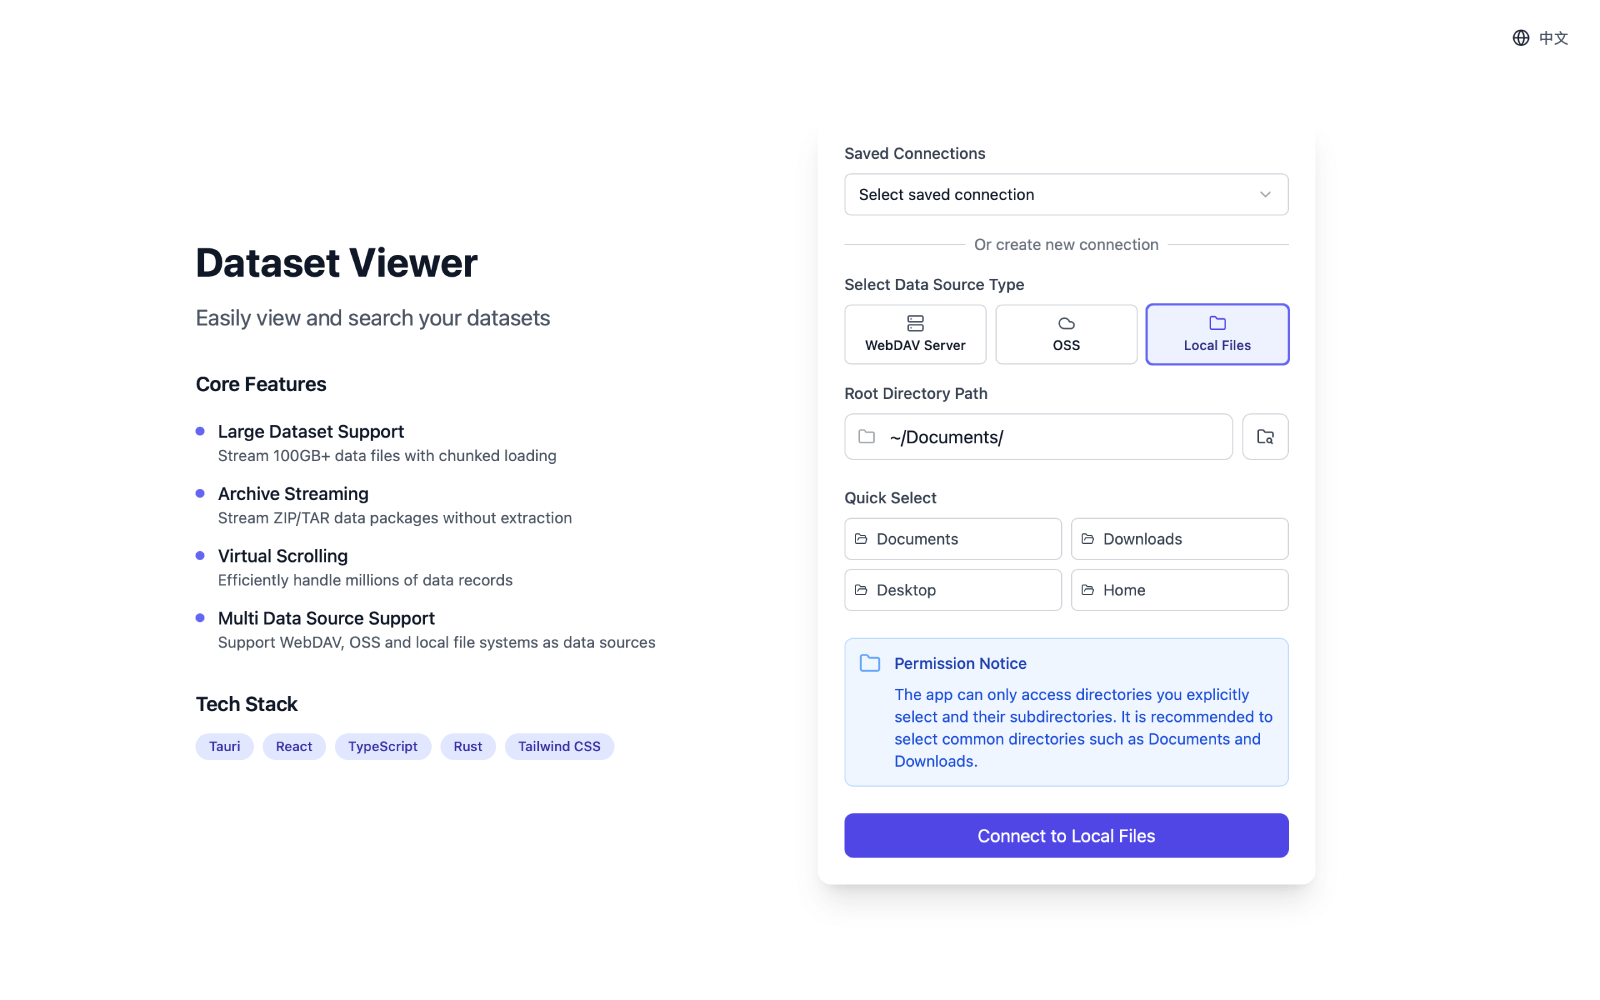 中文
Dataset Viewer
Easily view and search your datasets
Core Features
Large Dataset Support
Stream 100GB+ data files with chunked loading
Archive Streaming
Stream ZIP/TAR data packages without extraction
Virtual Scrolling
Efficiently handle millions of data records
Multi Data Source Support
Support WebDAV, OSS and local file systems as data sources
Tech Stack
Tauri React TypeScript Rust Tailwind CSS
Saved Connections
Select saved connection
Or create new connection
Select Data Source Type
WebDAV Server OSS Local Files
Root Directory Path
~/Documents/
Quick Select
Documents Downloads
Desktop Home
Permission Notice
The app can only access directories you explicitly
select and their subdirectories. It is recommended to
select common directories such as Documents and
Downloads.
Connect to Local Files